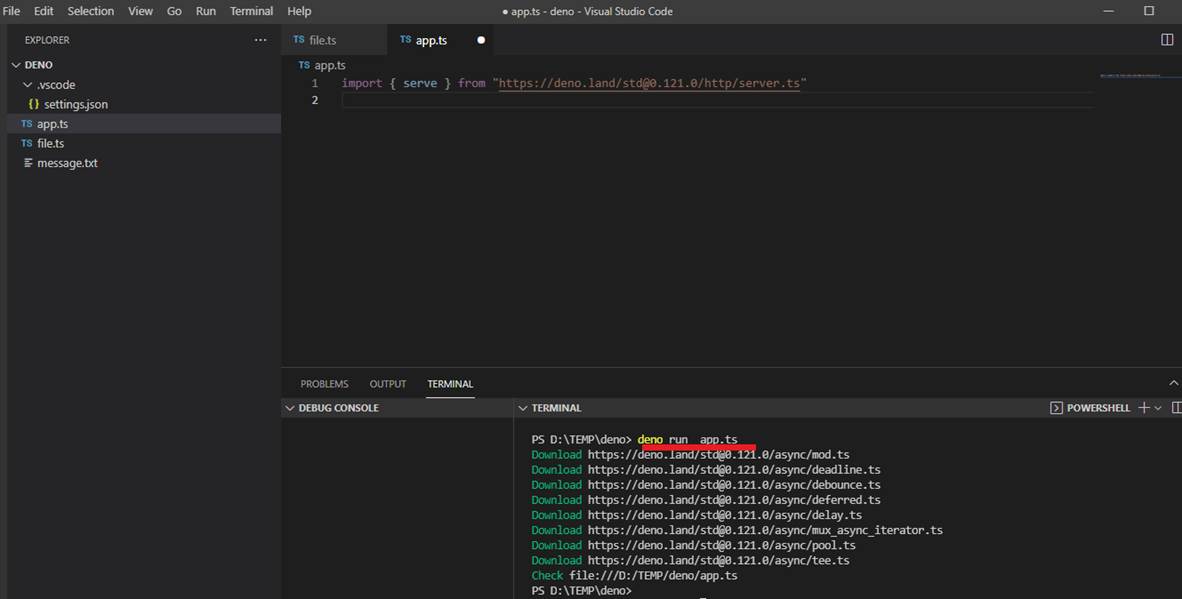 File Edit Selection View Go Run Terminal Help
● app.ts - deno - Visual Studio Code
EXPLORER
DENO
.vscode
{} settings.json
TS app.ts
TS file.ts
message.txt
TS file.ts
TS app.ts
TS app.ts
1 import { serve } from "https://deno.land/std@0.121.0/http/server.ts"
2
PROBLEMS OUTPUT TERMINAL
DEBUG CONSOLE
TERMINAL
POWERSHELL
PS D:\TEMP\deno> deno run  app.ts
Download https://deno.land/std@0.121.0/async/mod.ts
Download https://deno.land/std@0.121.0/async/deadline.ts
Download https://deno.land/std@0.121.0/async/debounce.ts
Download https://deno.land/std@0.121.0/async/deferred.ts
Download https://deno.land/std@0.121.0/async/delay.ts
Download https://deno.land/std@0.121.0/async/mux_async_iterator.ts
Download https://deno.land/std@0.121.0/async/pool.ts
Download https://deno.land/std@0.121.0/async/tee.ts
Check file:///D:/TEMP/deno/app.ts
PS D:\TEMP\deno>